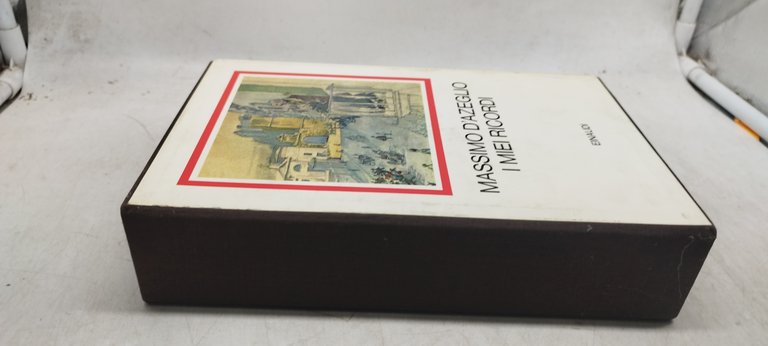 MASSIMO D'AZEGLIO
I MIEI RICORDI
EINAUDI